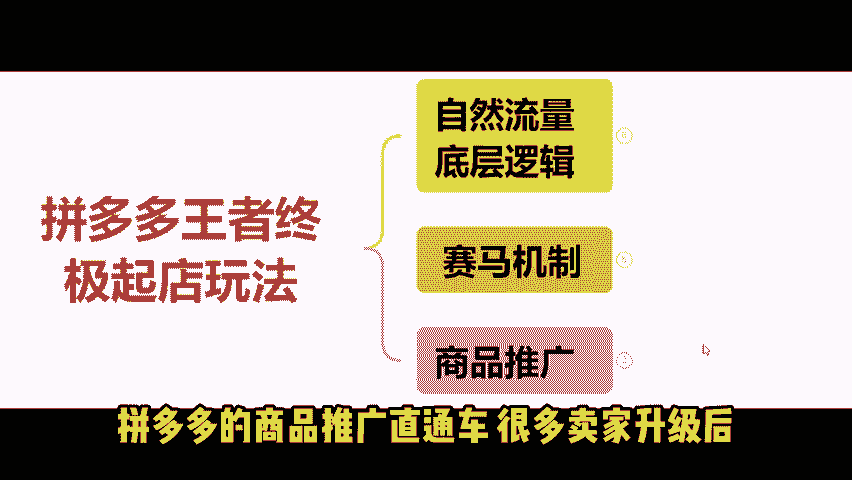 拼多多王者终
极起店玩法
自然流量
底层逻辑
赛马机制
商品推广
拼多多的商品推广直通车 很多卖家升级后